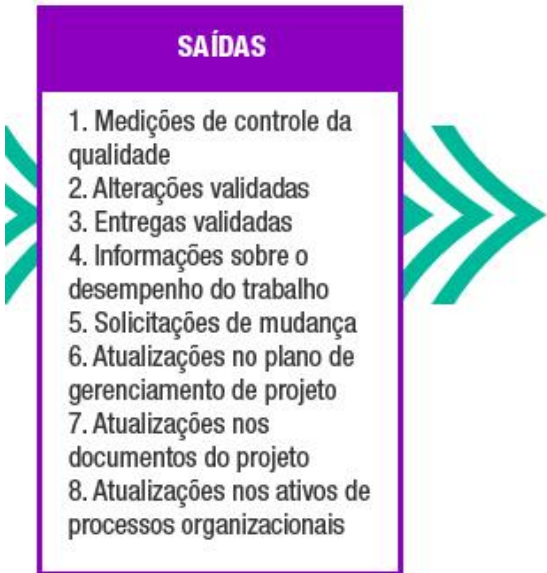 SAÍDAS
1. Medições de controle da
qualidade
2. Alterações validadas
3. Entregas validadas
4. Informações sobre o
desempenho do trabalho
5. Solicitações de mudança
6. Atualizações no plano de
gerenciamento de projeto
7. Atualizações nos
documentos do projeto
8. Atualizações nos ativos de
processos organizacionais